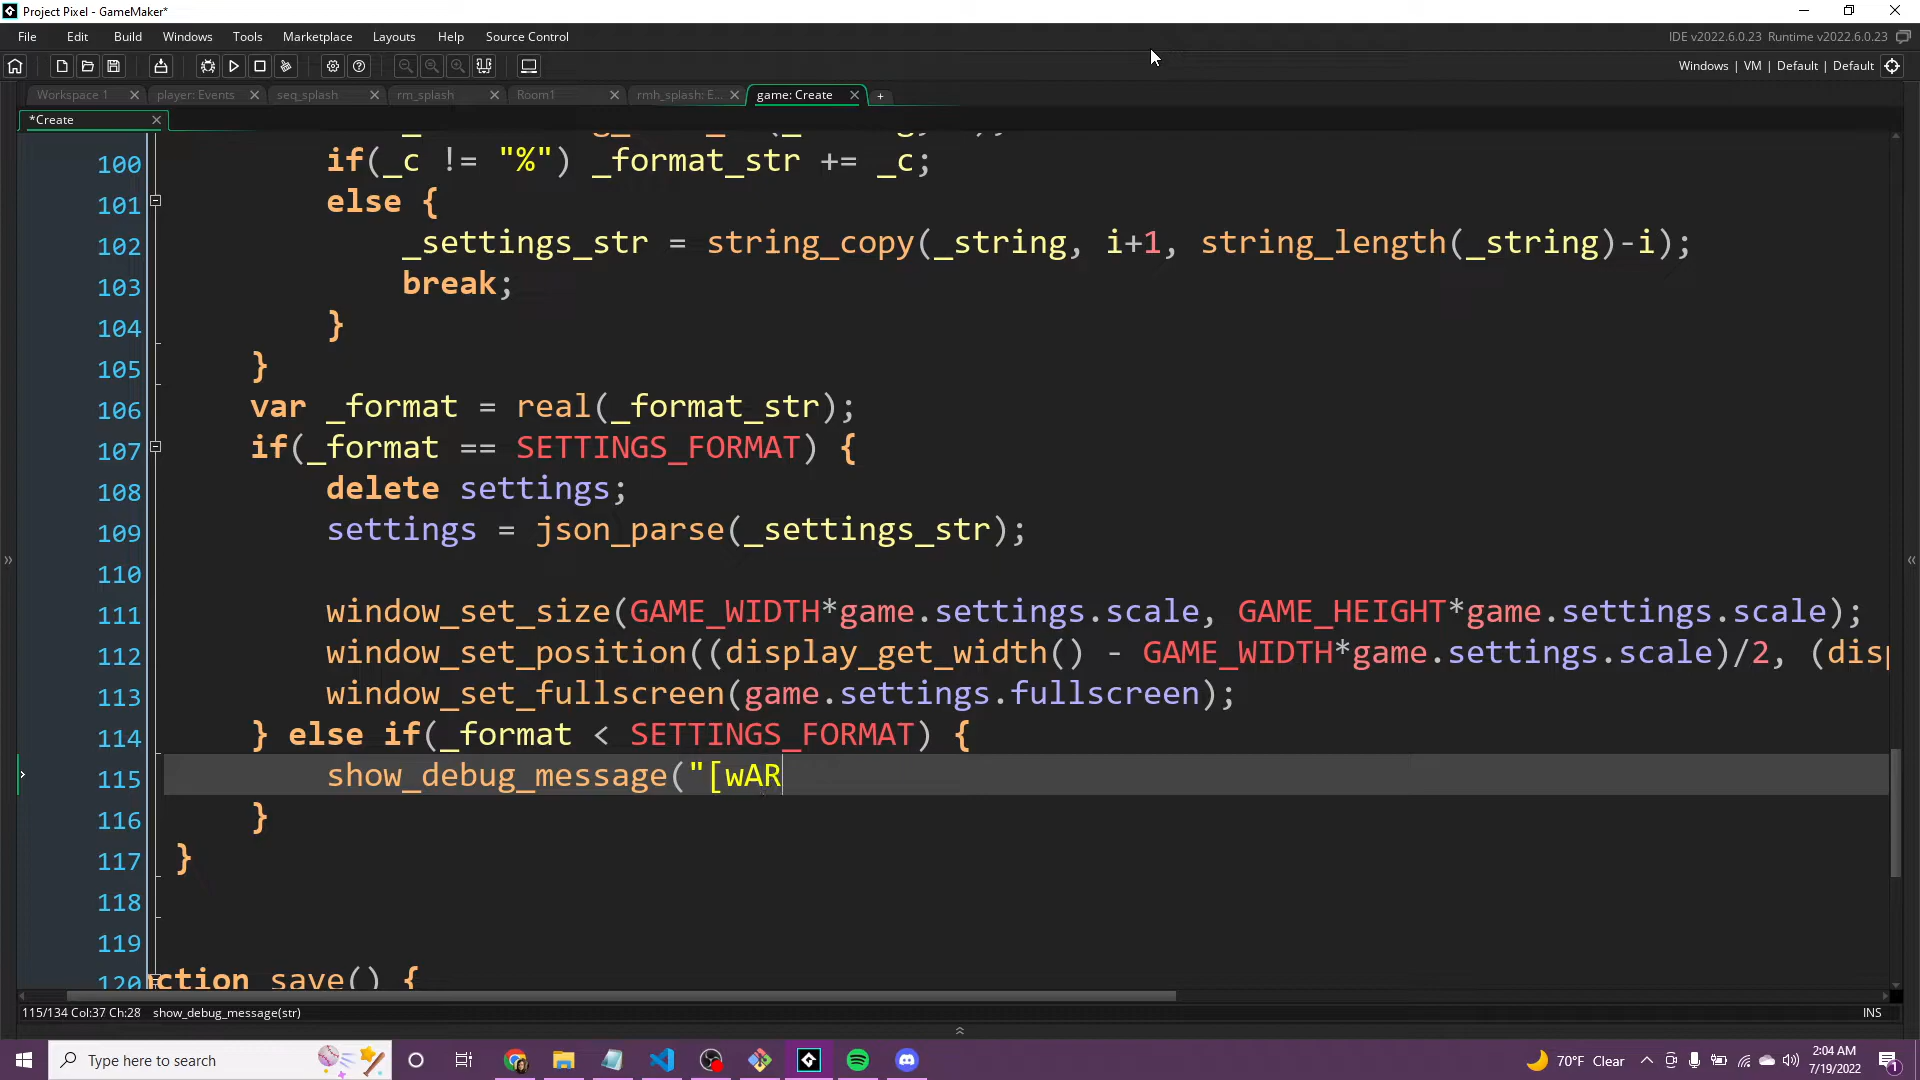 Project Pixel - GameMaker*
File Edit Build Windows Tools Marketplace Layouts Help Source Control
IDE v2022.6.0.23 Runtime v2022.6.0.23
Windows | VM | Default | Default
Workspace 1 player: Events seq_splash rm_splash Room1 rmh_splash: E... game: Create +
*Create
100 if(_c != "%") _format_str += _c;
101 else {
102 _settings_str = string_copy(_string, i+1, string_length(_string)-i);
103 break;
104 }
105 }
106 var _format = real(_format_str);
107 if(_format == SETTINGS_FORMAT) {
108 delete settings;
109 settings = json_parse(_settings_str);
110
111 window_set_size(GAME_WIDTH*game.settings.scale, GAME_HEIGHT*game.settings.scale);
112 window_set_position((display_get_width() - GAME_WIDTH*game.settings.scale)/2, (disp
113 window_set_fullscreen(game.settings.fullscreen);
114 } else if(_format < SETTINGS_FORMAT) {
115 show_debug_message("[wAR
116 }
117 }
118
119
120 ction save() {
115/134 Col:37 Ch:28 show_debug_message(str) INS
Type here to search
70°F Clear
2:04 AM
7/19/2022
1